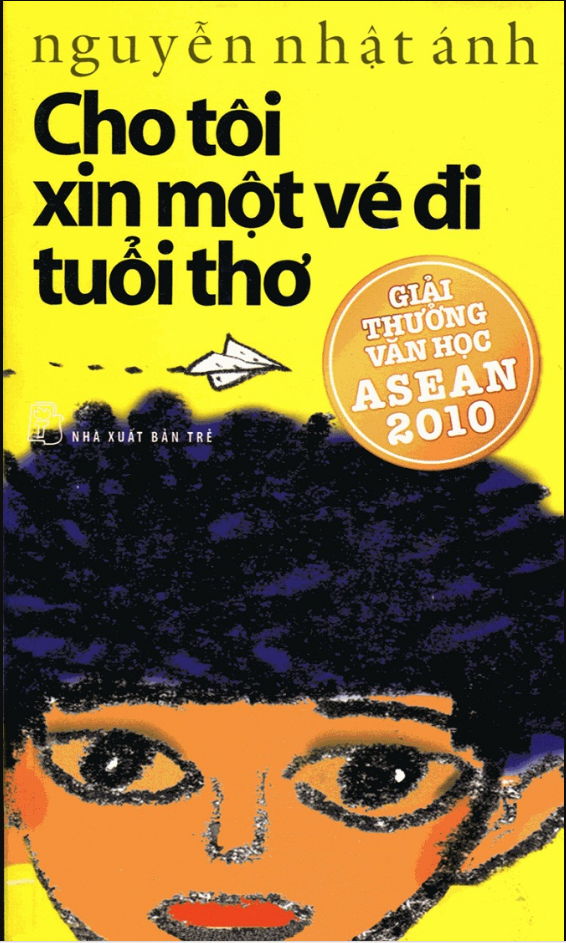 nguyễn nhật ánh
Cho tôi
xin một vé đi
tuổi thơ
GIẢI
THƯỞNG
VĂN HỌC
ASEAN
2010
NHÀ XUẤT BẢN TRẺ